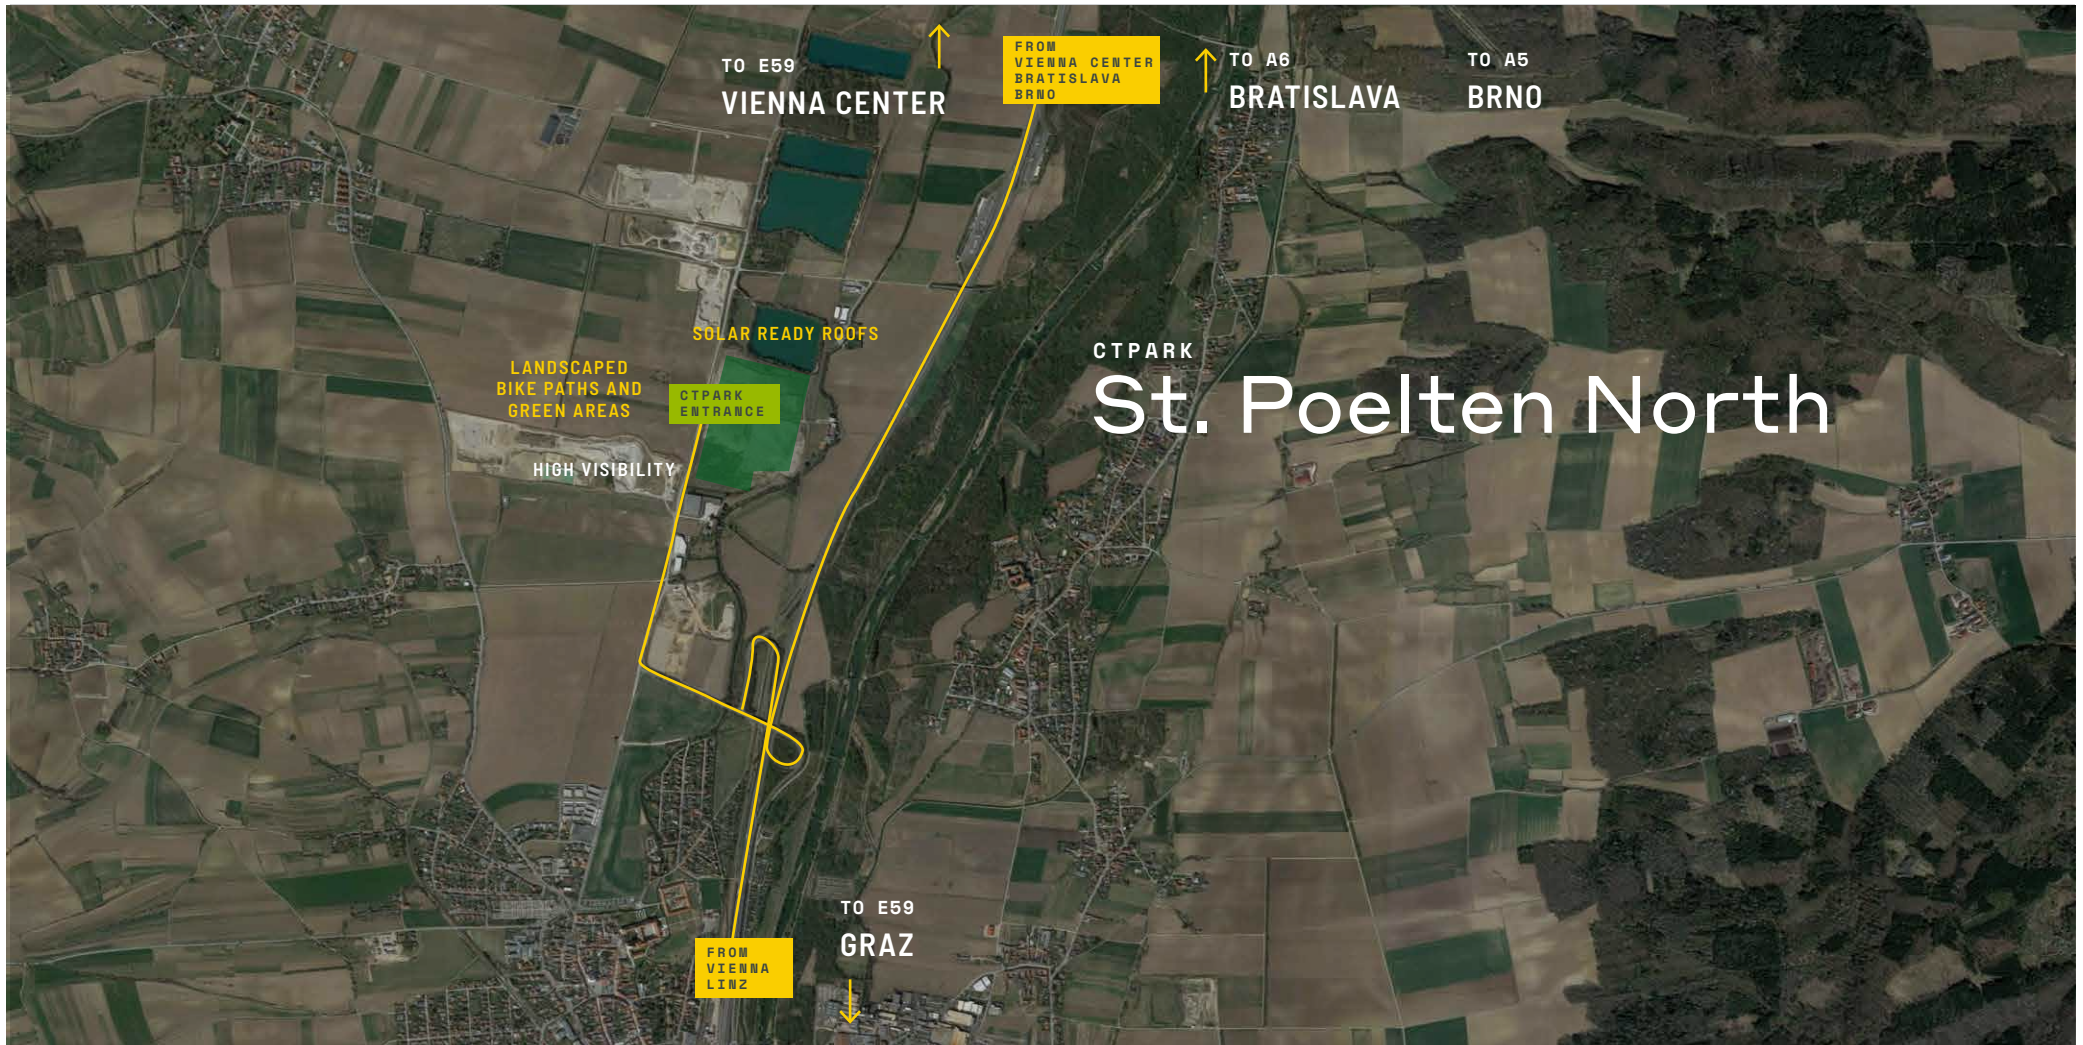 TO E59
VIENNA CENTER
FROM
VIENNA CENTER
BRATISLAVA
BRNO
TO A6
BRATISLAVA
TO A5
BRNO
SOLAR READY ROOFS
LANDSCAPED
BIKE PATHS AND
GREEN AREAS
CTPARK
ENTRANCE
HIGH VISIBILITY
CTPARK
St. Poelten North
TO E59
GRAZ
FROM
VIENNA
LINZ